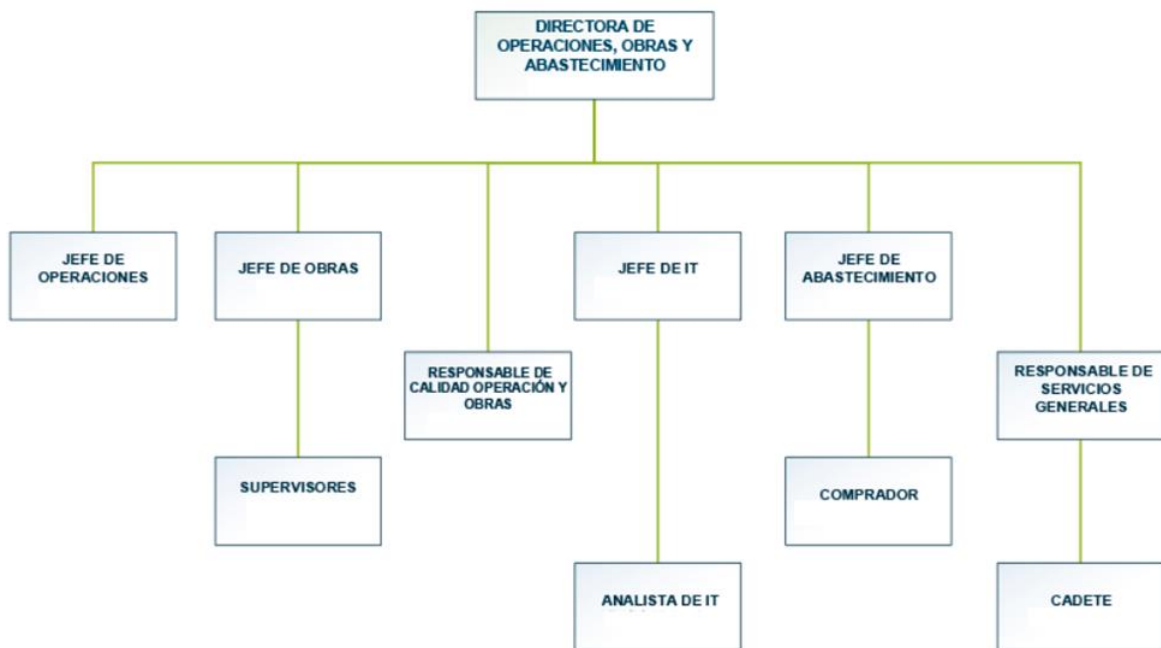 DIRECTORA DE
OPERACIONES, OBRAS Y
ABASTECIMIENTO
JEFE DE
OPERACIONES
JEFE DE OBRAS
JEFE DE IT
JEFE DE
ABASTECIMIENTO
RESPONSABLE DE
CALIDAD OPERACIÓN Y
OBRAS
RESPONSABLE DE
SERVICIOS
GENERALES
SUPERVISORES
COMPRADOR
ANALISTA DE IT
CADETE